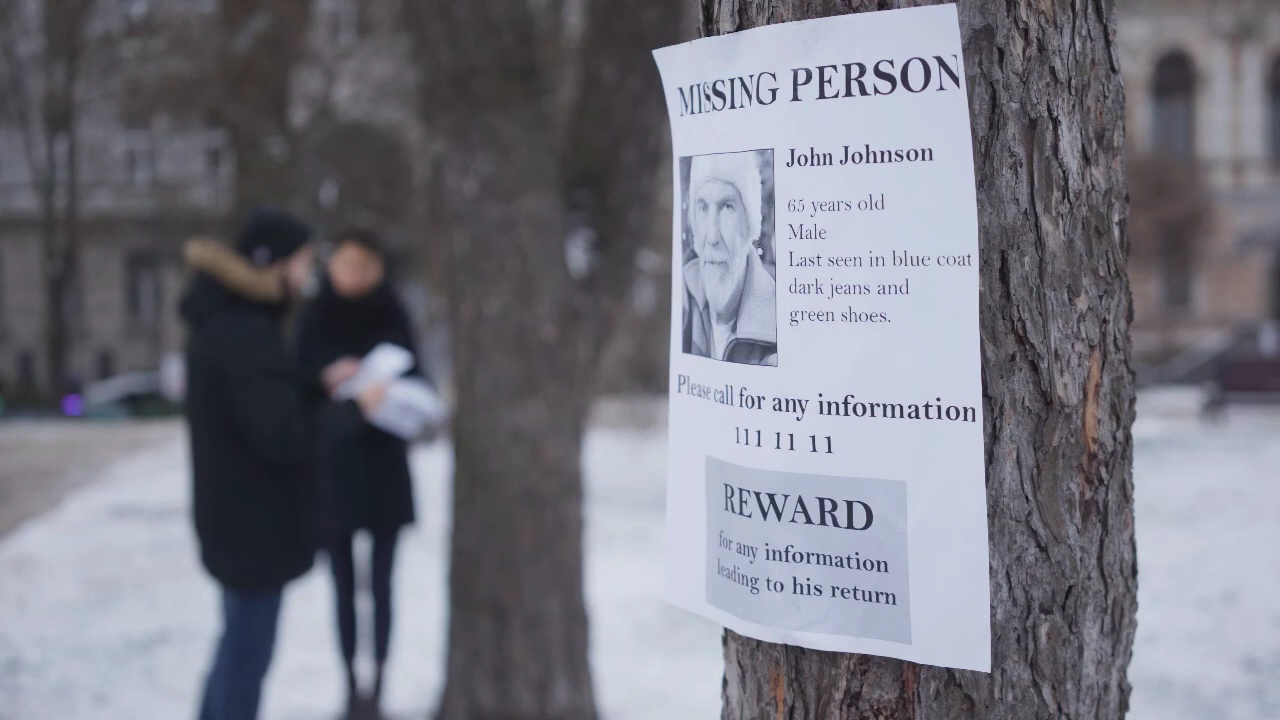 MISSING PERSON
John Johnson
65 years old
Male
Last seen in blue coat
dark jeans and
green shoes.
Please call for any information
111 11 11
REWARD
for any information
leading to his return